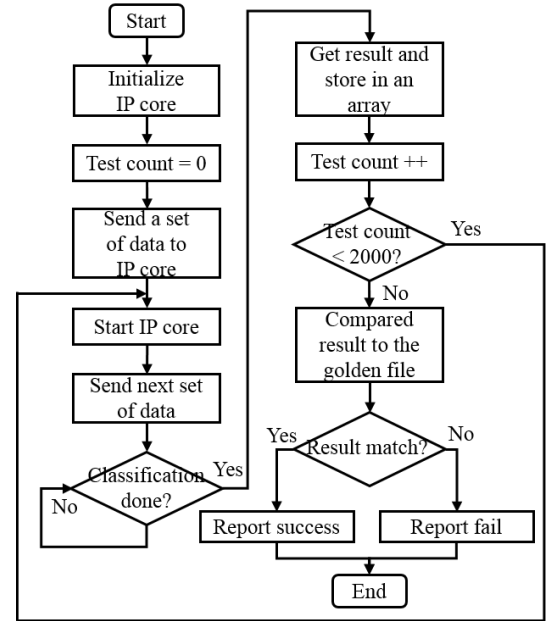 Start
Initialize
IP core
Test count = 0
Send a set
of data to
IP core
Start IP core
Send next set
of data
Classification
done?
Yes
No
Get result and
store in an
array
Test count ++
Test count
< 2000?
Yes
No
Compared
result to the
golden file
Result match?
Yes
No
Report success
Report fail
End